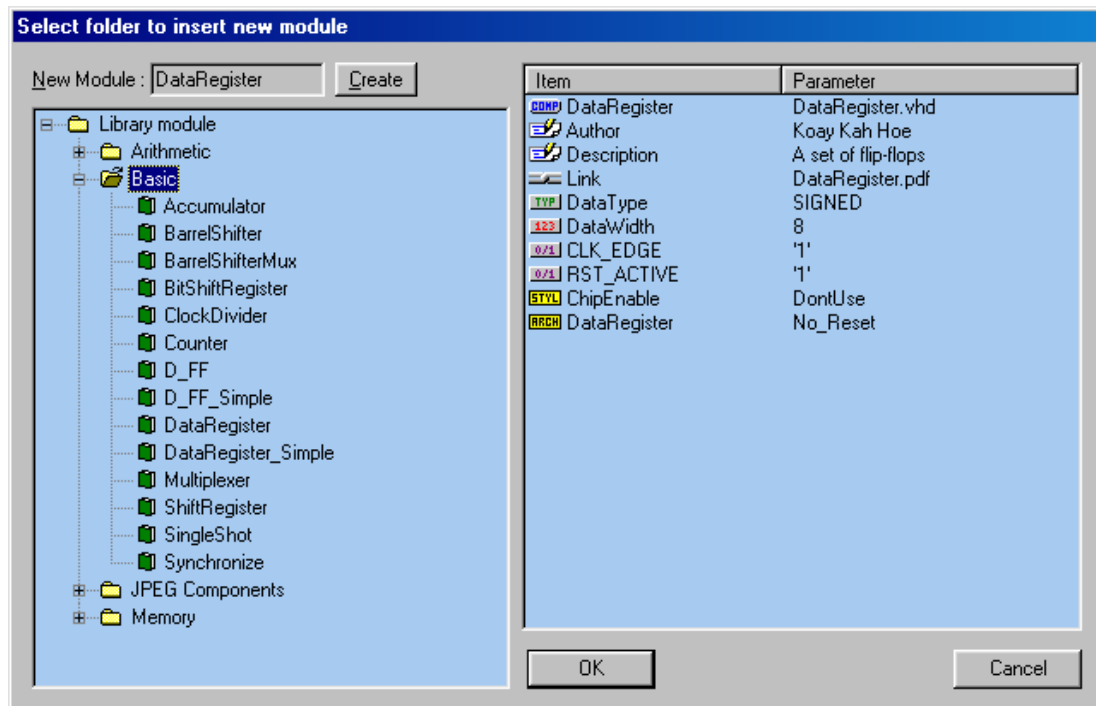 Select folder to insert new module
New Module : DataRegister Create
Library module
Arithmetic
Basic
Accumulator
BarrelShifter
BarrelShifterMux
BitShiftRegister
ClockDivider
Counter
D_FF
D_FF_Simple
DataRegister
DataRegister_Simple
Multiplexer
ShiftRegister
SingleShot
Synchronize
JPEG Components
Memory
Item Parameter
COMP DataRegister DataRegister.vhd
Author Koay Kah Hoe
Description A set of flip-flops
Link DataRegister.pdf
TYP DataType SIGNED
123 DataWidth 8
0/1 CLK_EDGE '1'
0/1 RST_ACTIVE '1'
STYL ChipEnable DontUse
ARCH DataRegister No_Reset
OK Cancel